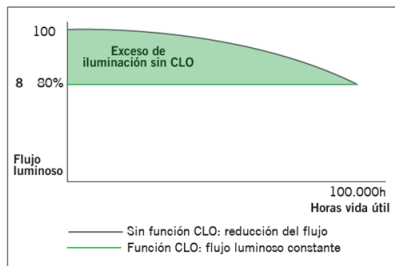 100
Exceso de
iluminación sin CLO
8 80%
Flujo
luminoso
100.000h
Horas vida útil
Sin función CLO: reducción del flujo
Función CLO: flujo luminoso constante